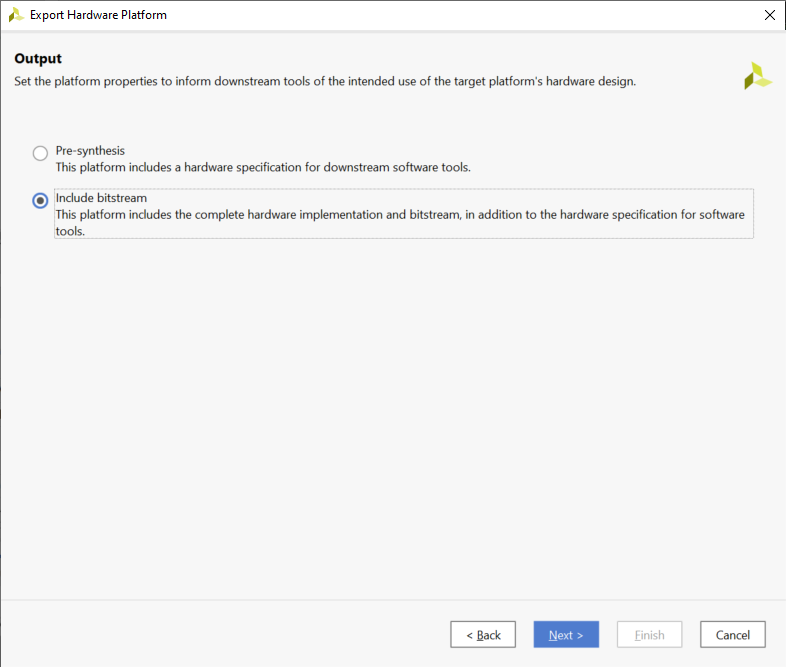 Export Hardware Platform
Output
Set the platform properties to inform downstream tools of the intended use of the target platform's hardware design.
Pre-synthesis
This platform includes a hardware specification for downstream software tools.
Include bitstream
This platform includes the complete hardware implementation and bitstream, in addition to the hardware specification for software
tools.
< Back
Next >
Finish
Cancel